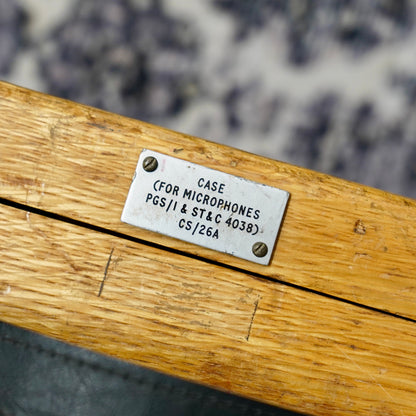 CASE
(FOR MICROPHONES
PGS/1 & ST&C 4038)
CS/26A